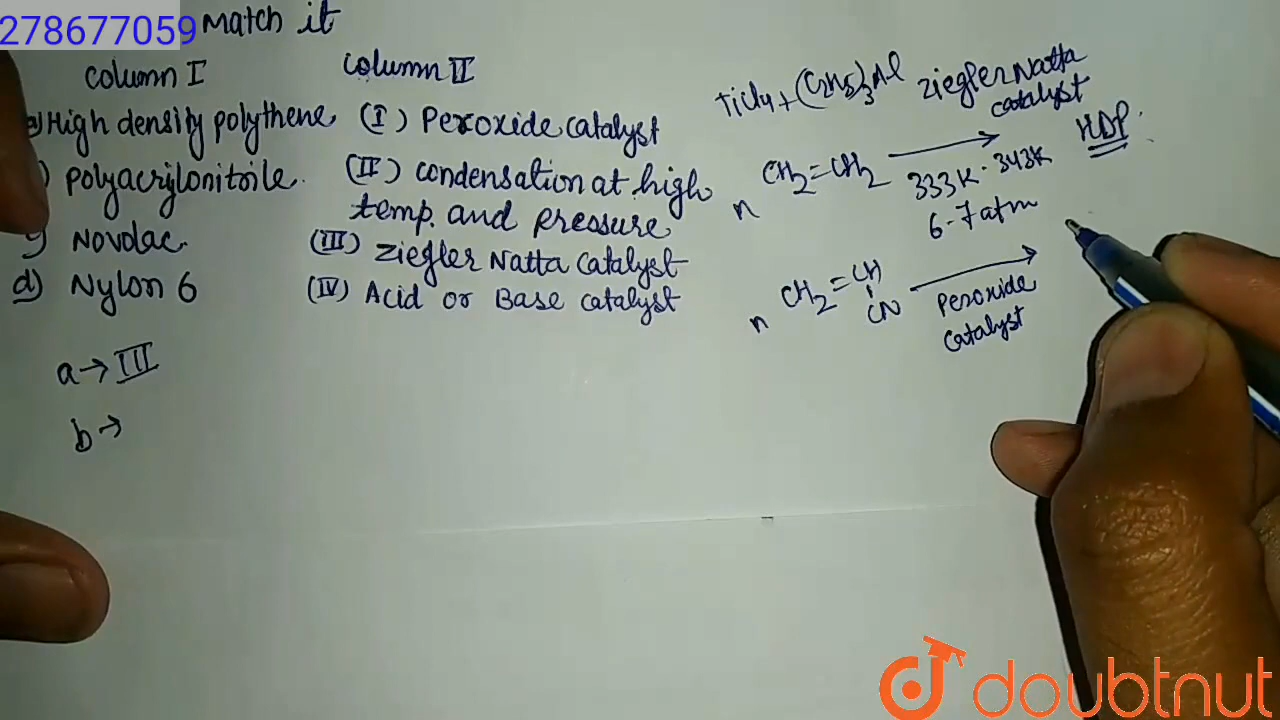 278677059 Match it
Column I
Column II
High density polythene
(I) Peroxide catalyst
Polyacrylonitrile.
(II) condensation at high
temp. and pressure
Novolac.
(III) Ziegler Natta Catalyst
d) Nylon 6
(IV) Acid or Base catalyst
a → III
b →
TiCl4 + (C2H5)3Al Ziegler Natta
catalyst
n CH2=CH2 → HDP.
333K - 343K
6-7 atm
n CH2=CH →
CN
Peroxide
Catalyst
doubtnut